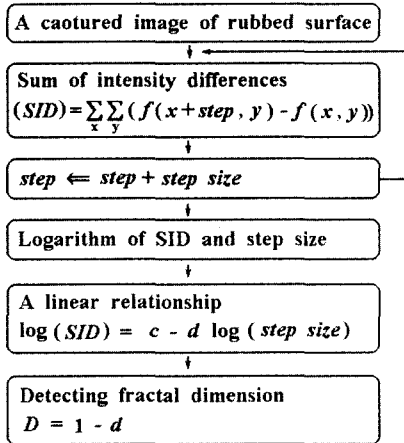 A caotured image of rubbed surface
Sum of intensity differences
(SID)=∑∑(f(x+step, y)-f(x,y))
x y
step ⇐ step + step size
Logarithm of SID and step size
A linear relationship
log(SID) = c - d log(step size)
Detecting fractal dimension
D = 1 - d